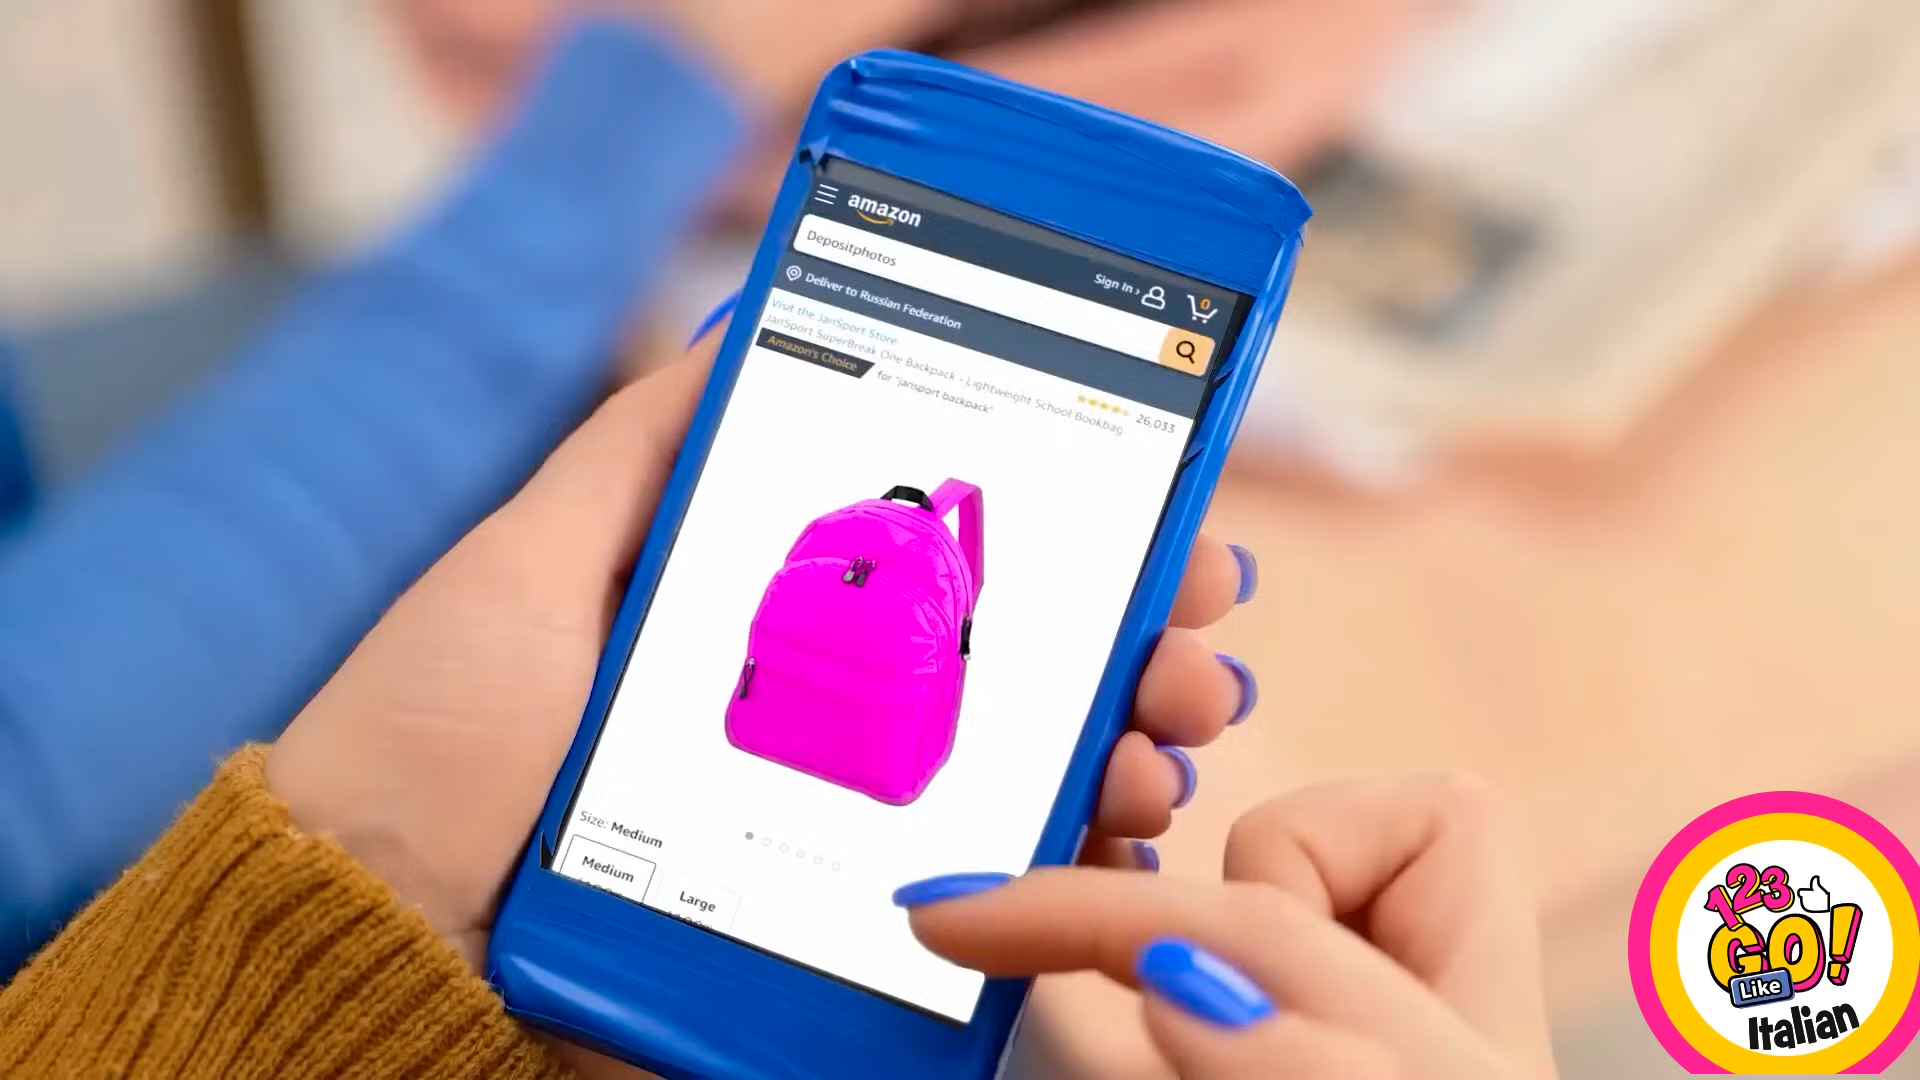 amazon
Depositphotos
Sign In ›
0
Deliver to Russian Federation
Visit the JanSport Store
JanSport SuperBreak One Backpack - Lightweight School Bookbag
26,033
Amazon's Choice
for "jansport backpack"
Size: Medium
Medium
Large
123
GO!
Like
Italian